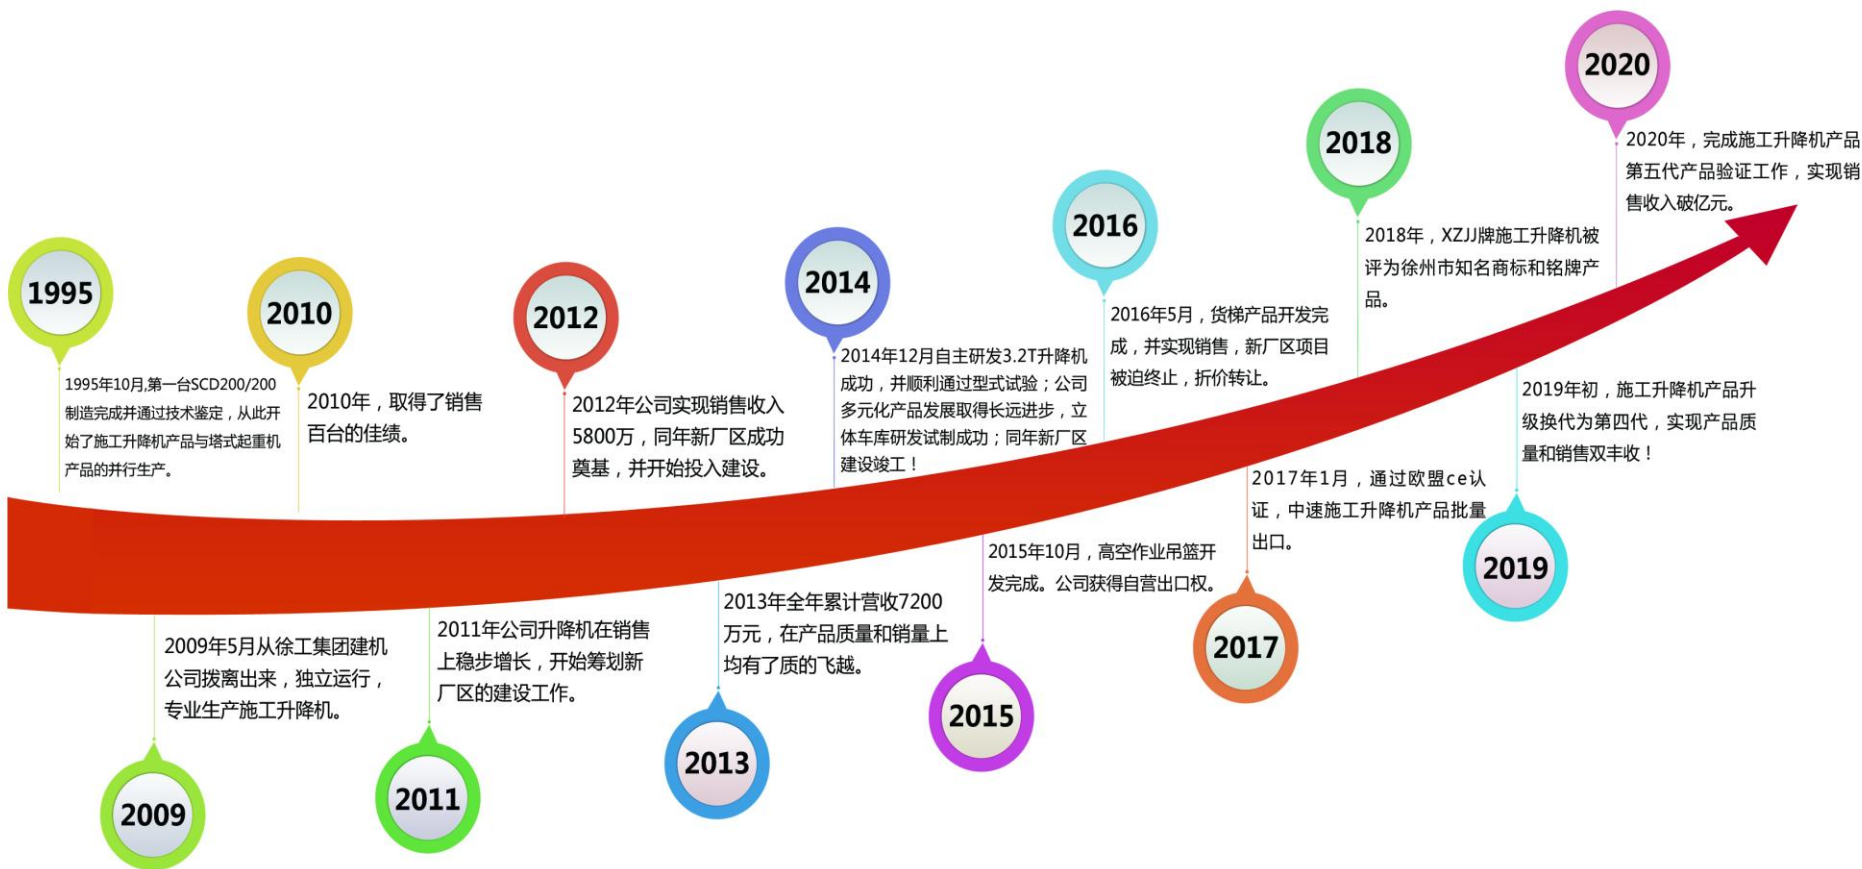 1995
1995年10月,第一台SCD200/200
制造完成并通过技术鉴定，从此开
始了施工升降机产品与塔式起重机
产品的并行生产。
2009年5月从徐工集团建机
公司拨离出来，独立运行，
专业生产施工升降机。
2009
2010
2010年，取得了销售
百台的佳绩。
2011年公司升降机在销售
上稳步增长，开始筹划新
厂区的建设工作。
2011
2012
2012年公司实现销售收入
5800万，同年新厂区成功
奠基，并开始投入建设。
2013年全年累计营收7200
万元，在产品质量和销量上
均有了质的飞越。
2013
2014
2014年12月自主研发3.2T升降机
成功，并顺利通过型式试验；公司
多元化产品发展取得长远进步，立
体车库研发试制成功；同年新厂区
建设竣工！
2015年10月，高空作业吊篮开
发完成。公司获得自营出口权。
2015
2016
2016年5月，货梯产品开发完
成，并实现销售，新厂区项目
被迫终止，折价转让。
2017年1月，通过欧盟ce认
证，中速施工升降机产品批量
出口。
2017
2018
2018年，XZJJ牌施工升降机被
评为徐州市知名商标和铭牌产
品。
2019年初，施工升降机产品升
级换代为第四代，实现产品质
量和销售双丰收！
2019
2020
2020年，完成施工升降机产品
第五代产品验证工作，实现销
售收入破亿元。